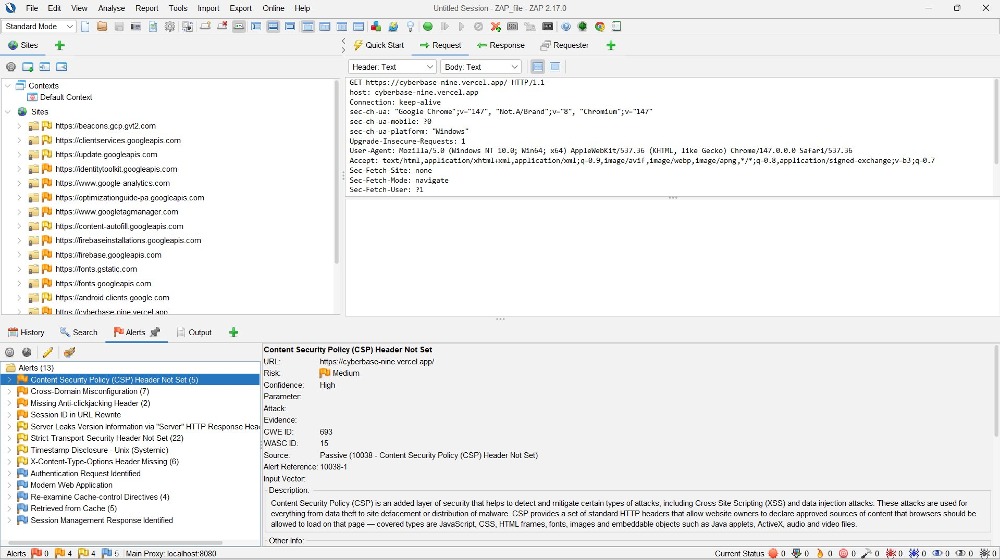 File Edit View Analyse Report Tools Import Export Online Help
Untitled Session - ZAP_file - ZAP 2.17.0
Standard Mode
Sites
Quick Start
Request
Response
Requester
Header: Text
Body: Text
Contexts
Default Context
Sites
https://beacons.gcp.gvt2.com
https://clientservices.googleapis.com
https://update.googleapis.com
https://identitytoolkit.googleapis.com
https://www.google-analytics.com
https://optimizationguide-pa.googleapis.com
https://www.googletagmanager.com
https://content-autofill.googleapis.com
https://firebaseinstallations.googleapis.com
https://firebase.googleapis.com
https://fonts.gstatic.com
https://fonts.googleapis.com
https://android.clients.google.com
https://cyberbase-nine.vercel.app
GET https://cyberbase-nine.vercel.app/ HTTP/1.1
host: cyberbase-nine.vercel.app
Connection: keep-alive
sec-ch-ua: "Google Chrome";v="147", "Not.A/Brand";v="8", "Chromium";v="147"
sec-ch-ua-mobile: ?0
sec-ch-ua-platform: "Windows"
Upgrade-Insecure-Requests: 1
User-Agent: Mozilla/5.0 (Windows NT 10.0; Win64; x64) AppleWebKit/537.36 (KHTML, like Gecko) Chrome/147.0.0.0 Safari/537.36
Accept: text/html,application/xhtml+xml,application/xml;q=0.9,image/avif,image/webp,image/apng,*/*;q=0.8,application/signed-exchange;v=b3;q=0.7
Sec-Fetch-Site: none
Sec-Fetch-Mode: navigate
Sec-Fetch-User: ?1
History
Search
Alerts
Output
Alerts (13)
Content Security Policy (CSP) Header Not Set (5)
Cross-Domain Misconfiguration (7)
Missing Anti-clickjacking Header (2)
Session ID in URL Rewrite
Server Leaks Version Information via "Server" HTTP Response Hea
Strict-Transport-Security Header Not Set (22)
Timestamp Disclosure - Unix (Systemic)
X-Content-Type-Options Header Missing (6)
Authentication Request Identified
Modern Web Application
Re-examine Cache-control Directives (4)
Retrieved from Cache (5)
Session Management Response Identified
Content Security Policy (CSP) Header Not Set
URL: https://cyberbase-nine.vercel.app/
Risk: Medium
Confidence: High
Parameter:
Attack:
Evidence:
CWE ID: 693
WASC ID: 15
Source: Passive (10038 - Content Security Policy (CSP) Header Not Set)
Alert Reference: 10038-1
Input Vector:
Description:
Content Security Policy (CSP) is an added layer of security that helps to detect and mitigate certain types of attacks, including Cross Site Scripting (XSS) and data injection attacks. These attacks are used for
everything from data theft to site defacement or distribution of malware. CSP provides a set of standard HTTP headers that allow website owners to declare approved sources of content that browsers should be
allowed to load on that page — covered types are JavaScript, CSS, HTML frames, fonts, images and embeddable objects such as Java applets, ActiveX, audio and video files.
Other Info:
Alerts 0 4 4 5 Main Proxy: localhost:8080
Current Status 0 0 0 0 0 0 0 0 0 0